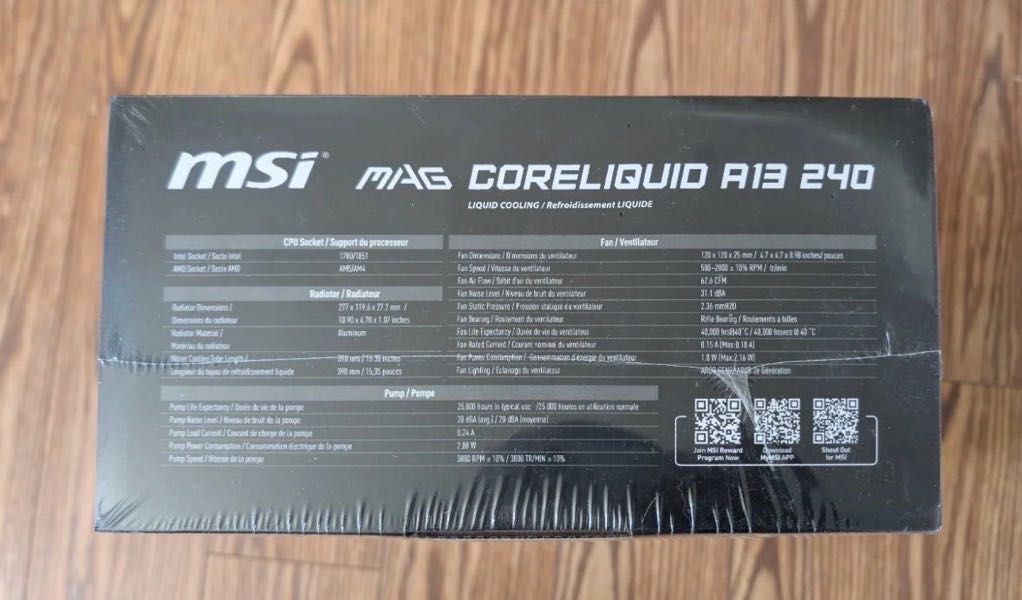 msi®
MAG CORELIQUID A13 240
LIQUID COOLING / Refroidissement LIQUIDE
CPU Socket / Support du processeur
Intel Socket / Socle Intel 1700/1851
AMD Socket / Socle AMD AM5/AM4
Radiator / Radiateur
Radiator Dimensions / 277 x 119.6 x 27.2 mm /
Dimensions du radiateur 10.90 x 4.70 x 1.07 inches
Radiator Material / Aluminum
Matériau du radiateur
Water Cooling Tube Length / 390 mm / 15.35 inches
Longueur du tuyau de refroidissement liquide 390 mm / 15,35 pouces
Fan / Ventilateur
Fan Dimensions / Dimensions du ventilateur 120 x 120 x 25 mm / 4.7 x 4.7 x 0.98 inches/ pouces
Fan Speed / Vitesse de ventilateur 500~2000 ± 10% RPM / tr/min
Fan Air Flow / Débit d'air du ventilateur 62.6 CFM
Fan Noise Level / Niveau de bruit du ventilateur 31.1 dBA
Fan Static Pressure / Pression statique du ventilateur 2.36 mmH2O
Fan Bearing / Roulement du ventilateur Rifle Bearing / Roulements à billes
Fan Life Expectancy / Durée de vie du ventilateur 40,000 hrs@40°C / 40,000 heures @ 40 °C
Fan Rated Current / Courant nominal du ventilateur 0.15 A (Max:0.18 A)
Fan Power Consumption / Consommation d'énergie du ventilateur 1.8 W (Max:2.16 W)
Fan Lighting / Éclairage du ventilateur ARGB GEN2/ARVB 2e Génération
Pump / Pompe
Pump Life Expectancy / Durée de vie de la pompe 25,000 hours in typical use /25 000 heures en utilisation normale
Pump Noise Level / Niveau de bruit de la pompe 20 dBA (avg.) / 20 dBA (moyenne)
Pump Load Current / Courant de charge de la pompe 0.24 A
Pump Power Consumption / Consommation électrique de la pompe 2.88 W
Pump Speed / Vitesse de la pompe 3000 RPM ± 10% / 3000 TR/MIN ± 10%
Join MSI Reward
Program Now
Download
MyMSI APP
Shout Out
for MSI